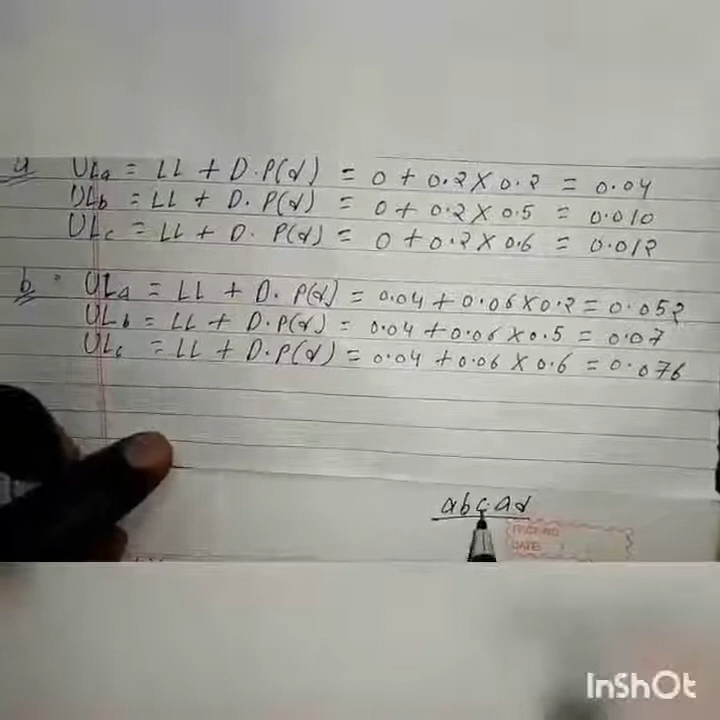 a ULa = LL + D.P(d) = 0 + 0.2 X 0.2 = 0.04
ULb = LL + D. P(d) = 0 + 0.2 X 0.5 = 0.010
ULc = LL + D. P(d) = 0 + 0.2 X 0.6 = 0.012
b ULa = LL + D. P(d) = 0.04 + 0.06 X 0.2 = 0.052
ULb = LL + D.P(d) = 0.04 + 0.06 X 0.5 = 0.07
ULc = LL + D.P(d) = 0.04 + 0.06 X 0.6 = 0.076
abcad
DATE
InShOt